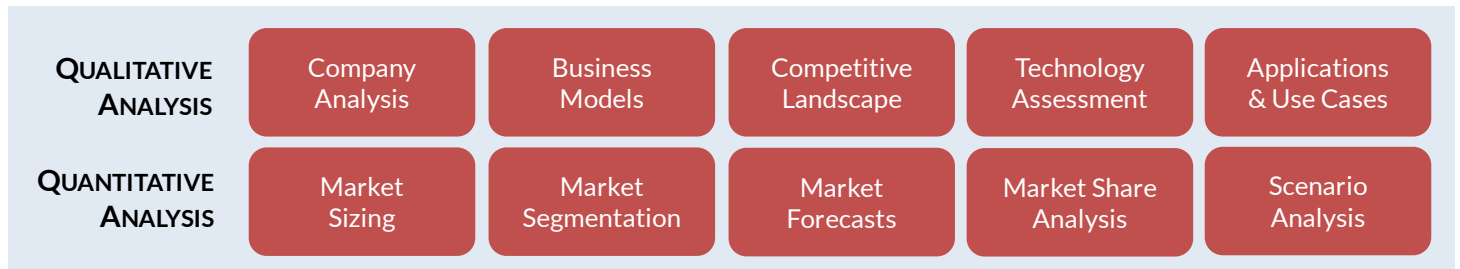 QUALITATIVE
ANALYSIS
Company
Analysis
Business
Models
Competitive
Landscape
Technology
Assessment
Applications
& Use Cases
QUANTITATIVE
ANALYSIS
Market
Sizing
Market
Segmentation
Market
Forecasts
Market Share
Analysis
Scenario
Analysis